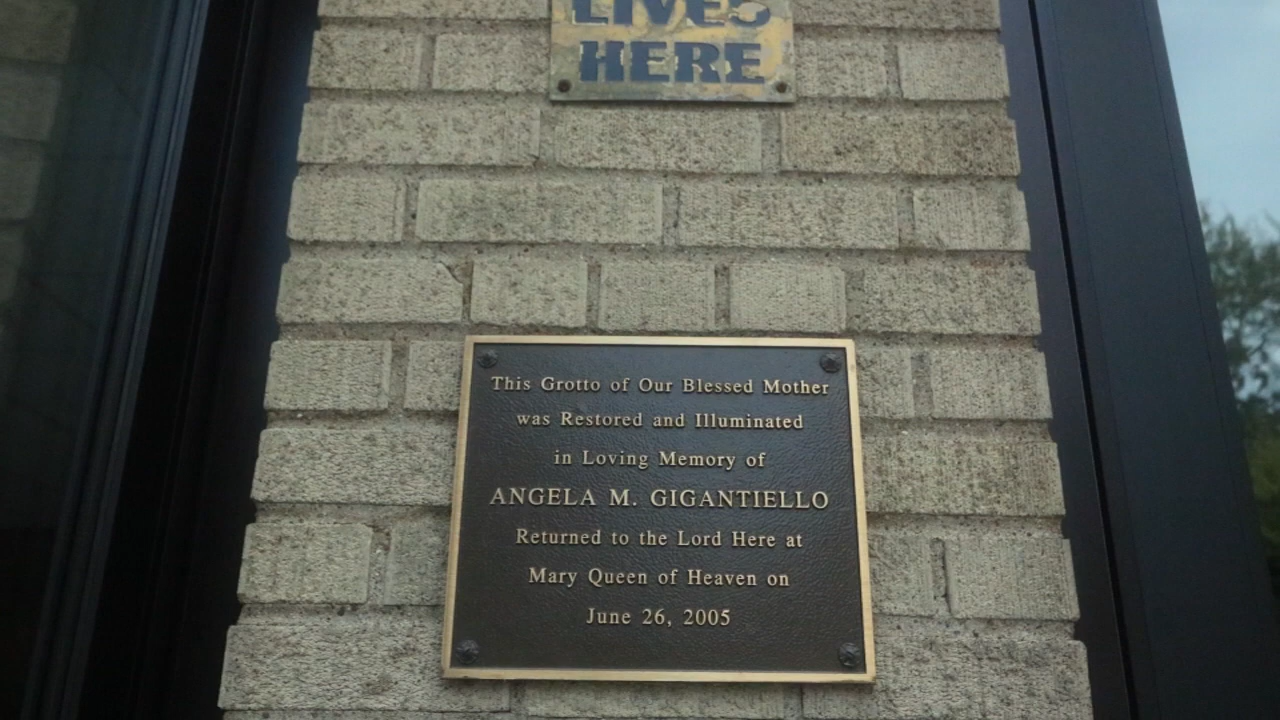 LIVES
HERE
This Grotto of Our Blessed Mother
was Restored and Illuminated
in Loving Memory of
ANGELA M. GIGANTIELLO
Returned to the Lord Here at
Mary Queen of Heaven on
June 26, 2005